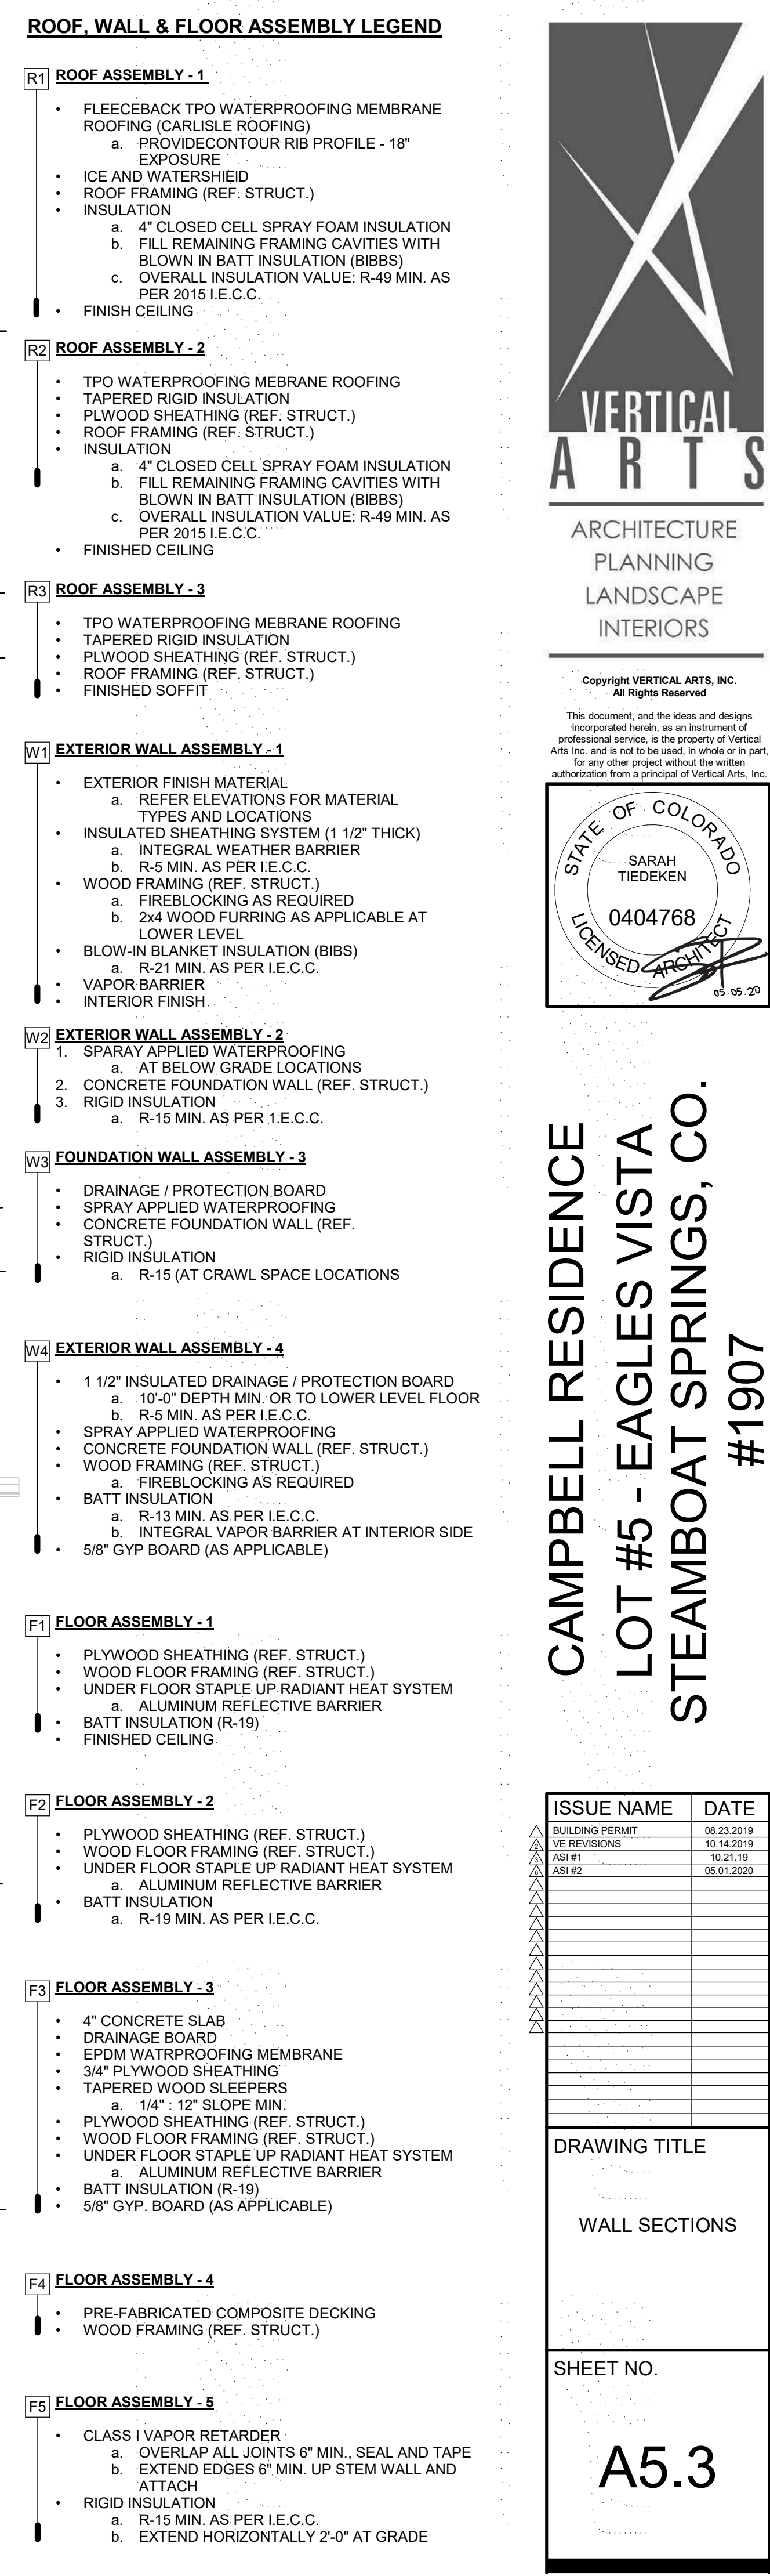 ROOF, WALL & FLOOR ASSEMBLY LEGEND
R1 ROOF ASSEMBLY - 1
• FLEECEBACK TPO WATERPROOFING MEMBRANE
ROOFING (CARLISLE ROOFING)
a. PROVIDECONTOUR RIB PROFILE - 18"
EXPOSURE
• ICE AND WATERSHIEID
• ROOF FRAMING (REF. STRUCT.)
• INSULATION
a. 4" CLOSED CELL SPRAY FOAM INSULATION
b. FILL REMAINING FRAMING CAVITIES WITH
BLOWN IN BATT INSULATION (BIBBS)
c. OVERALL INSULATION VALUE: R-49 MIN. AS
PER 2015 I.E.C.C.
• FINISH CEILING
R2 ROOF ASSEMBLY - 2
• TPO WATERPROOFING MEBRANE ROOFING
• TAPERED RIGID INSULATION
• PLWOOD SHEATHING (REF. STRUCT.)
• ROOF FRAMING (REF. STRUCT.)
• INSULATION
a. 4" CLOSED CELL SPRAY FOAM INSULATION
b. FILL REMAINING FRAMING CAVITIES WITH
BLOWN IN BATT INSULATION (BIBBS)
c. OVERALL INSULATION VALUE: R-49 MIN. AS
PER 2015 I.E.C.C.
• FINISHED CEILING
R3 ROOF ASSEMBLY - 3
• TPO WATERPROOFING MEBRANE ROOFING
• TAPERED RIGID INSULATION
• PLWOOD SHEATHING (REF. STRUCT.)
• ROOF FRAMING (REF. STRUCT.)
• FINISHED SOFFIT
W1 EXTERIOR WALL ASSEMBLY - 1
• EXTERIOR FINISH MATERIAL
a. REFER ELEVATIONS FOR MATERIAL
TYPES AND LOCATIONS
• INSULATED SHEATHING SYSTEM (1 1/2" THICK)
a. INTEGRAL WEATHER BARRIER
b. R-5 MIN. AS PER I.E.C.C.
• WOOD FRAMING (REF. STRUCT.)
a. FIREBLOCKING AS REQUIRED
b. 2x4 WOOD FURRING AS APPLICABLE AT
LOWER LEVEL
• BLOW-IN BLANKET INSULATION (BIBS)
a. R-21 MIN. AS PER I.E.C.C.
• VAPOR BARRIER
• INTERIOR FINISH
W2 EXTERIOR WALL ASSEMBLY - 2
1. SPARAY APPLIED WATERPROOFING
a. AT BELOW GRADE LOCATIONS
2. CONCRETE FOUNDATION WALL (REF. STRUCT.)
3. RIGID INSULATION
a. R-15 MIN. AS PER 1.E.C.C.
W3 FOUNDATION WALL ASSEMBLY - 3
• DRAINAGE / PROTECTION BOARD
• SPRAY APPLIED WATERPROOFING
• CONCRETE FOUNDATION WALL (REF.
STRUCT.)
• RIGID INSULATION
a. R-15 (AT CRAWL SPACE LOCATIONS
W4 EXTERIOR WALL ASSEMBLY - 4
• 1 1/2" INSULATED DRAINAGE / PROTECTION BOARD
a. 10'-0" DEPTH MIN. OR TO LOWER LEVEL FLOOR
b. R-5 MIN. AS PER I.E.C.C.
• SPRAY APPLIED WATERPROOFING
• CONCRETE FOUNDATION WALL (REF. STRUCT.)
• WOOD FRAMING (REF. STRUCT.)
a. FIREBLOCKING AS REQUIRED
• BATT INSULATION
a. R-13 MIN. AS PER I.E.C.C.
b. INTEGRAL VAPOR BARRIER AT INTERIOR SIDE
• 5/8" GYP BOARD (AS APPLICABLE)
F1 FLOOR ASSEMBLY - 1
• PLYWOOD SHEATHING (REF. STRUCT.)
• WOOD FLOOR FRAMING (REF. STRUCT.)
• UNDER FLOOR STAPLE UP RADIANT HEAT SYSTEM
a. ALUMINUM REFLECTIVE BARRIER
• BATT INSULATION (R-19)
• FINISHED CEILING
F2 FLOOR ASSEMBLY - 2
• PLYWOOD SHEATHING (REF. STRUCT.)
• WOOD FLOOR FRAMING (REF. STRUCT.)
• UNDER FLOOR STAPLE UP RADIANT HEAT SYSTEM
a. ALUMINUM REFLECTIVE BARRIER
• BATT INSULATION
a. R-19 MIN. AS PER I.E.C.C.
F3 FLOOR ASSEMBLY - 3
• 4" CONCRETE SLAB
• DRAINAGE BOARD
• EPDM WATRPROOFING MEMBRANE
• 3/4" PLYWOOD SHEATHING
• TAPERED WOOD SLEEPERS
a. 1/4" : 12" SLOPE MIN.
• PLYWOOD SHEATHING (REF. STRUCT.)
• WOOD FLOOR FRAMING (REF. STRUCT.)
• UNDER FLOOR STAPLE UP RADIANT HEAT SYSTEM
a. ALUMINUM REFLECTIVE BARRIER
• BATT INSULATION (R-19)
• 5/8" GYP. BOARD (AS APPLICABLE)
F4 FLOOR ASSEMBLY - 4
• PRE-FABRICATED COMPOSITE DECKING
• WOOD FRAMING (REF. STRUCT.)
F5 FLOOR ASSEMBLY - 5
• CLASS I VAPOR RETARDER
a. OVERLAP ALL JOINTS 6" MIN., SEAL AND TAPE
b. EXTEND EDGES 6" MIN. UP STEM WALL AND
ATTACH
• RIGID INSULATION
a. R-15 MIN. AS PER I.E.C.C.
b. EXTEND HORIZONTALLY 2'-0" AT GRADE
VERTICAL
ARTS
ARCHITECTURE
PLANNING
LANDSCAPE
INTERIORS
Copyright VERTICAL ARTS, INC.
All Rights Reserved
This document, and the ideas and designs
incorporated herein, as an instrument of
professional service, is the property of Vertical
Arts Inc. and is not to be used, in whole or in part,
for any other project without the written
authorization from a principal of Vertical Arts, Inc.
STATE OF COLORADO
SARAH
TIEDEKEN
0404768
LICENSED ARCHITECT
05.05.20
CAMPBELL RESIDENCE
LOT #5 - EAGLES VISTA
STEAMBOAT SPRINGS, CO.
#1907
ISSUE NAME DATE
BUILDING PERMIT 08.23.2019
2 VE REVISIONS 10.14.2019
3 ASI #1 10.21.19
6 ASI #2 05.01.2020
DRAWING TITLE
WALL SECTIONS
SHEET NO.
A5.3